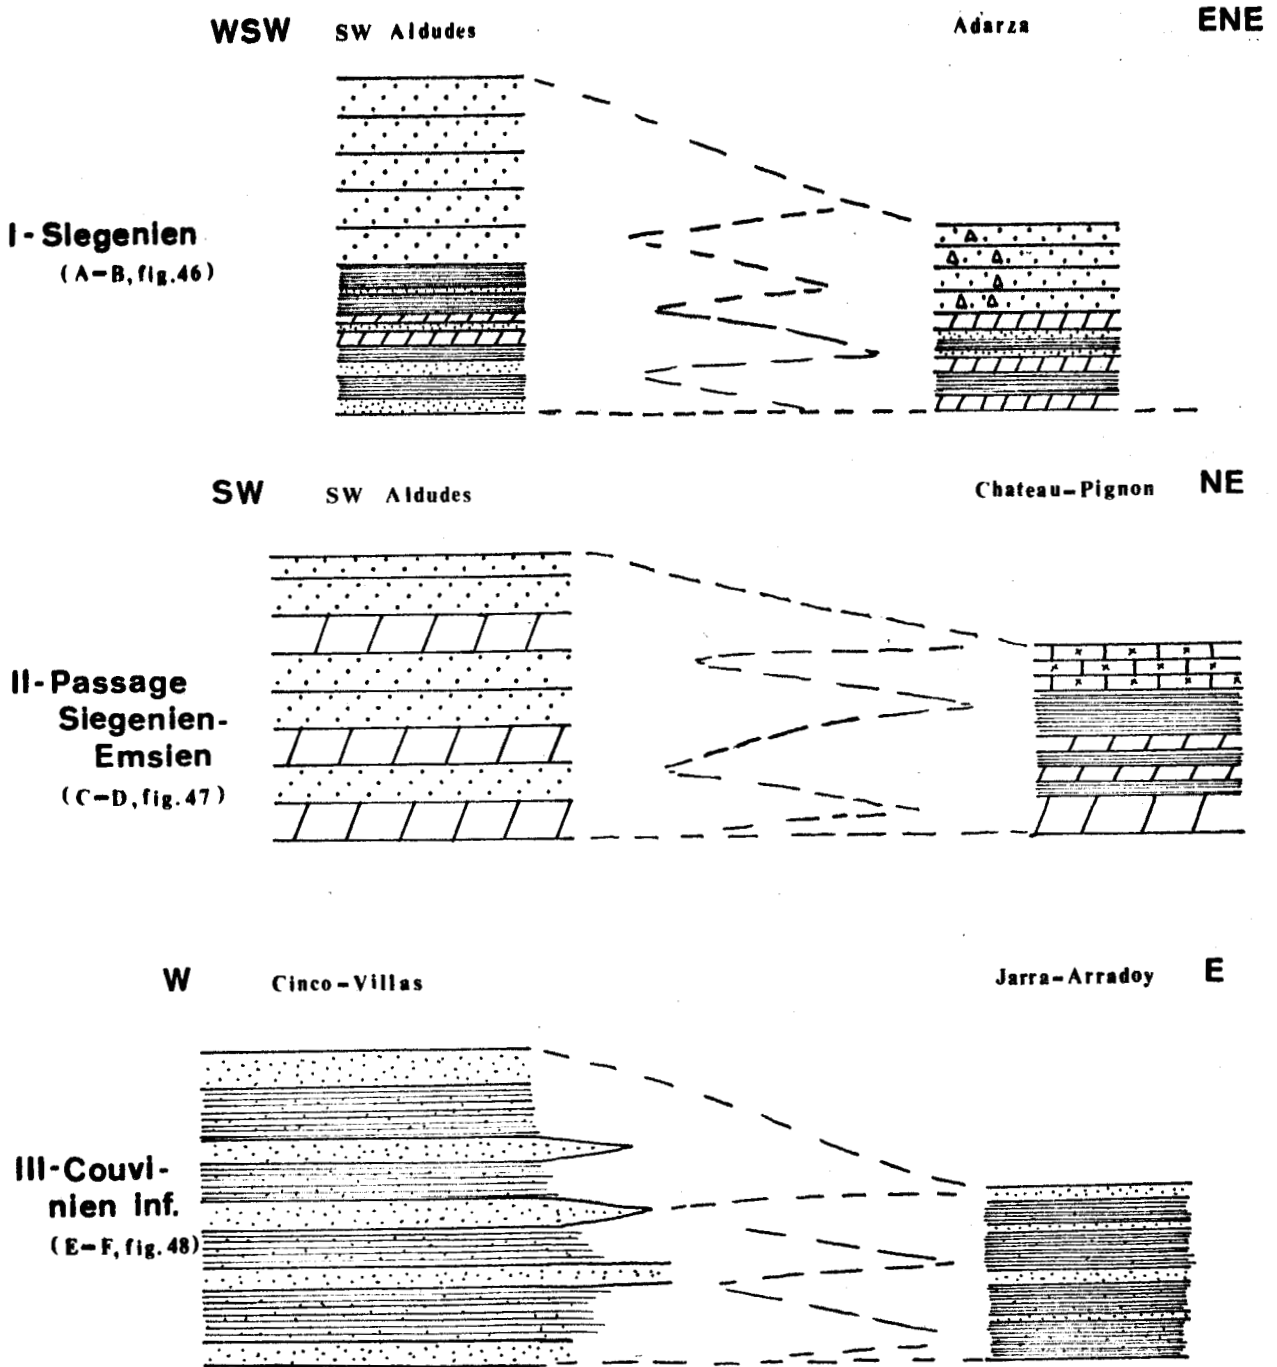 WSW SW Aldudes Adarza ENE
I-Siegenien
(A-B, fig.46)
SW SW Aldudes Chateau-Pignon NE
II-Passage
Siegenien-
Emsien
(C-D, fig.47)
W Cinco-Villas Jarra-Arradoy E
III-Couvi-
nien inf.
(E-F, fig.48)